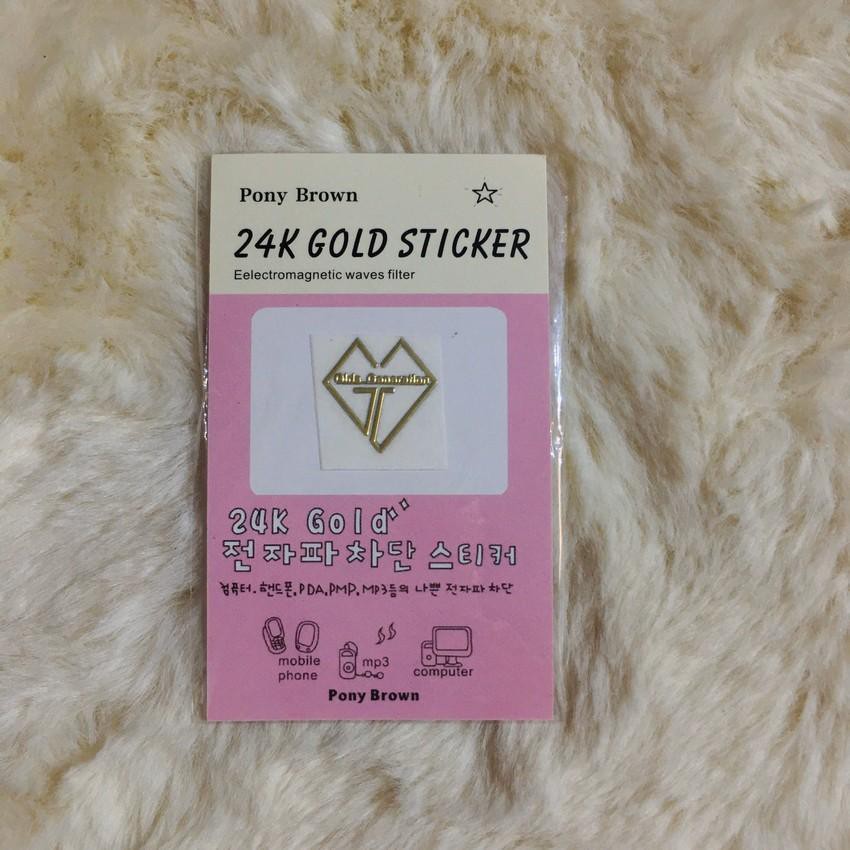 Pony Brown
24K GOLD STICKER
Eelectromagnetic waves filter
Girls Generation
24K Gold
전자파차단 스티커
컴퓨터.핸드폰,PDA,PMP,MP3등의 나쁜 전자파 차단
mobile
phone
mp3
computer
Pony Brown